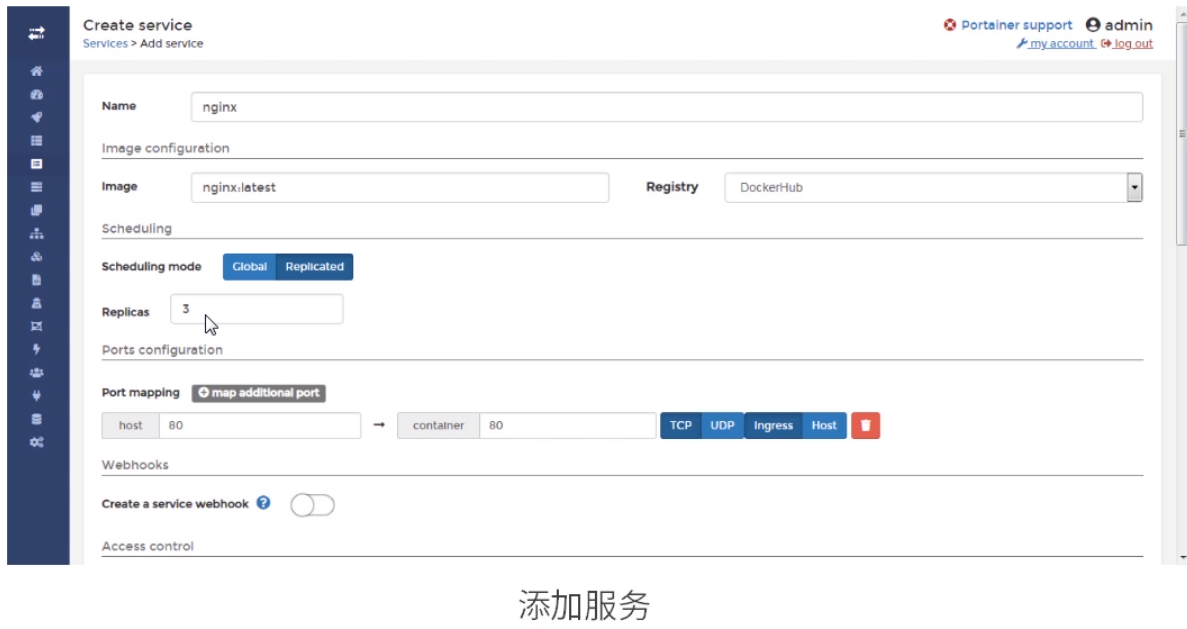 Create service
Portainer support admin
Services > Add service
my account log out
Name nginx
Image configuration
Image nginx:latest Registry DockerHub
Scheduling
Scheduling mode Global Replicated
Replicas 3
Ports configuration
Port mapping map additional port
host 80 → container 80 TCP UDP Ingress Host
Webhooks
Create a service webhook ?
Access control
添加服务